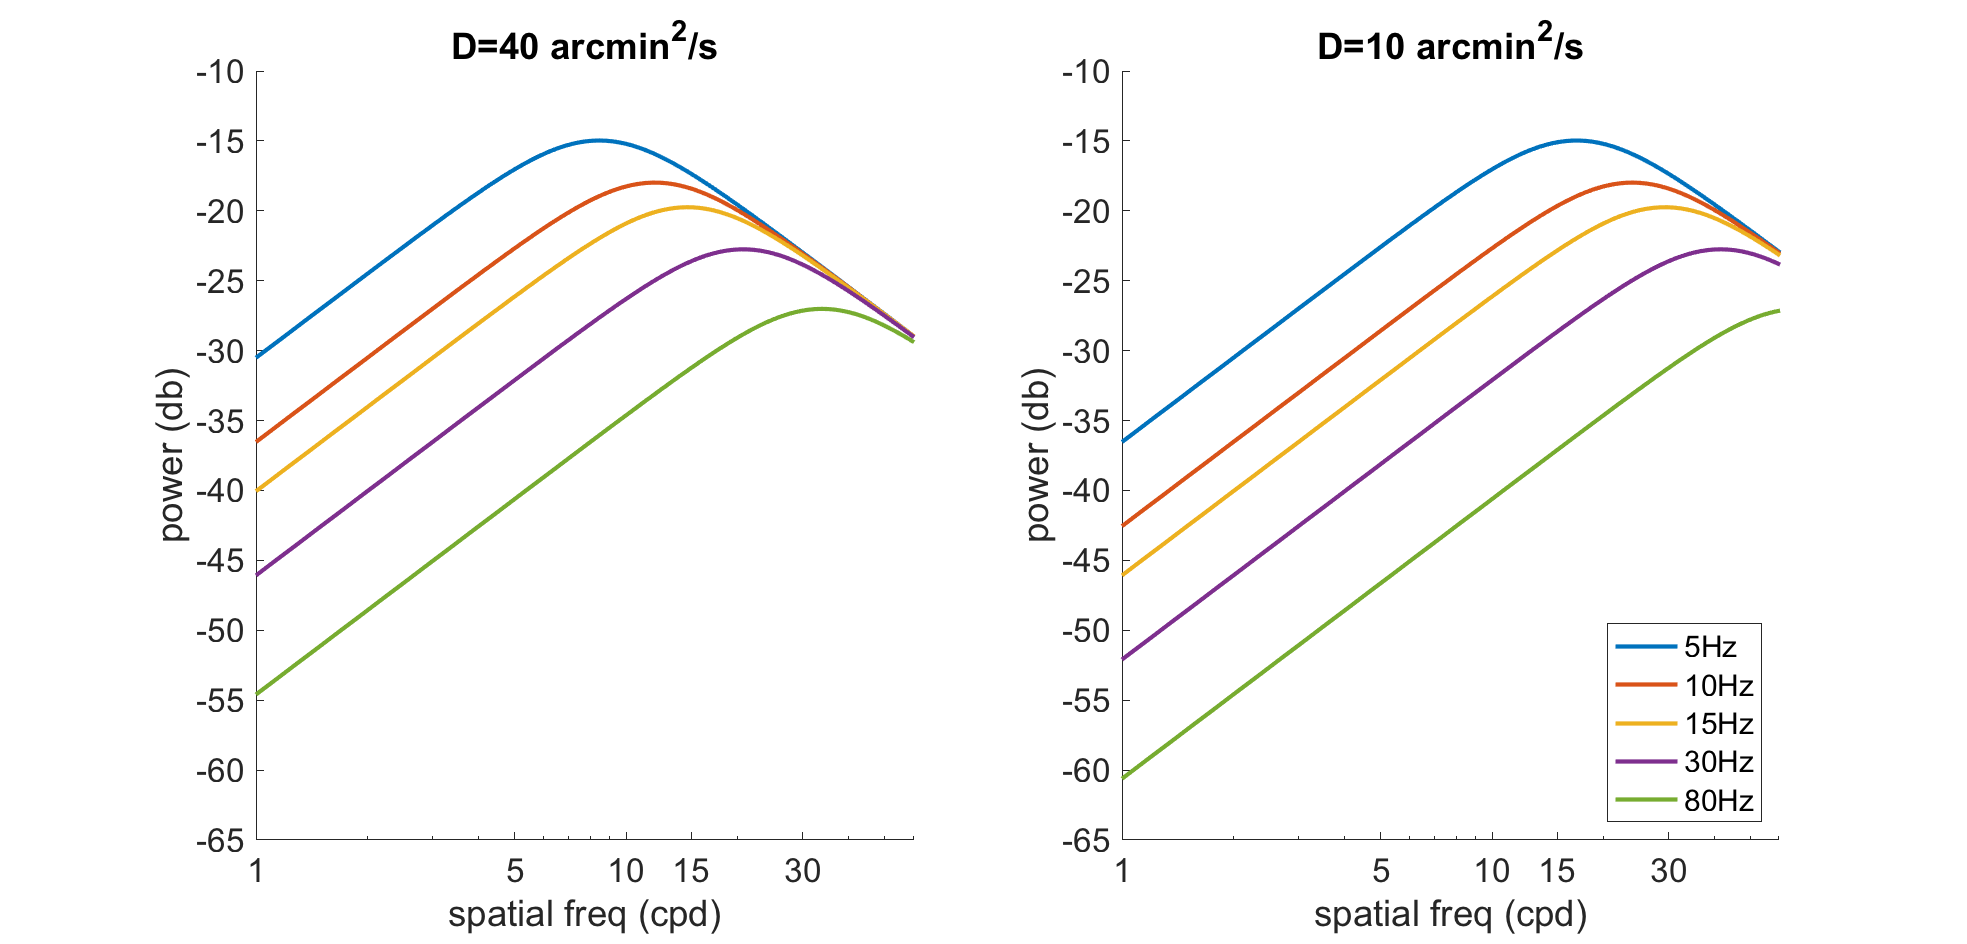 D=40 arcmin²/s
-10
-15
-20
-25
-30
-35
-40
-45
-50
-55
-60
-65
power (db)
1 5 10 15 30
spatial freq (cpd)
D=10 arcmin²/s
-10
-15
-20
-25
-30
-35
-40
-45
-50
-55
-60
-65
power (db)
5Hz
10Hz
15Hz
30Hz
80Hz
1 5 10 15 30
spatial freq (cpd)